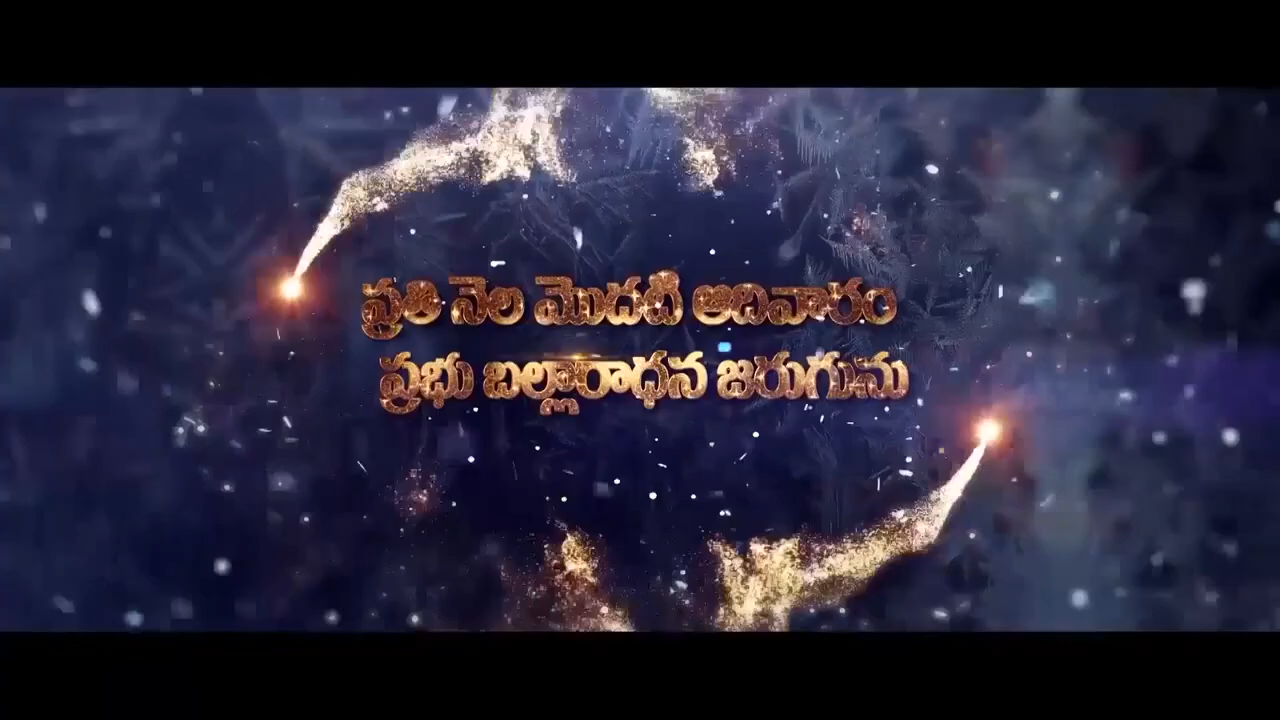 ప్రతి నెల మొదటి ఆదివారం
ప్రభు బల్లారాధన జరుగును